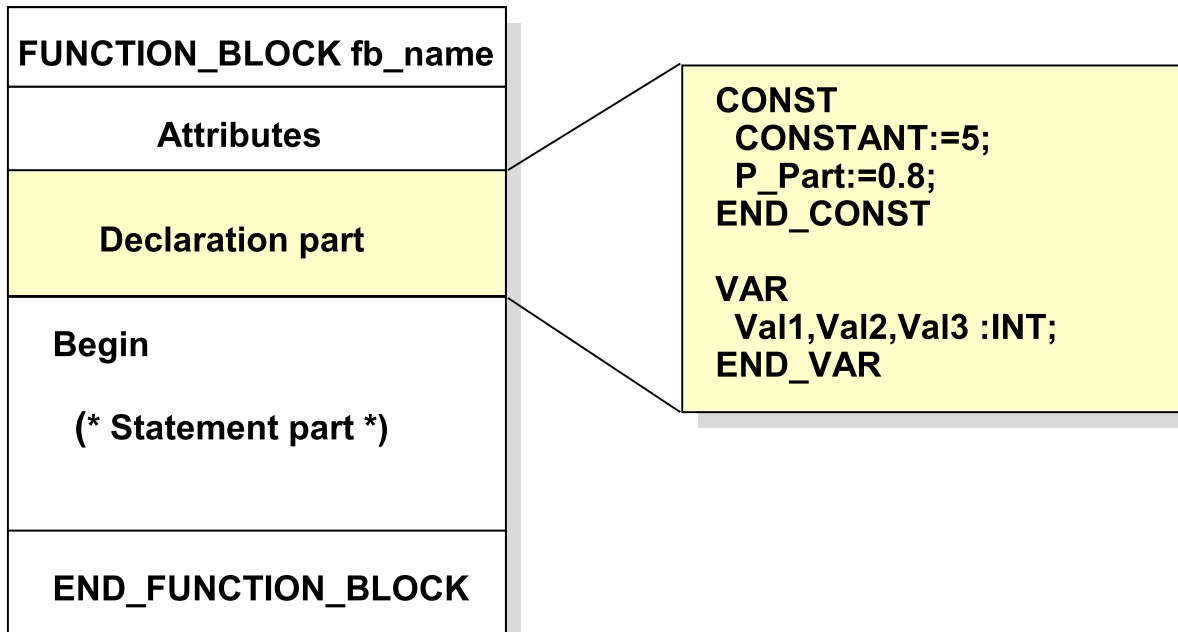 FUNCTION_BLOCK fb_name
Attributes
Declaration part
Begin
(* Statement part *)
END_FUNCTION_BLOCK
CONST
CONSTANT:=5;
P_Part:=0.8;
END_CONST
VAR
Val1,Val2,Val3 :INT;
END_VAR